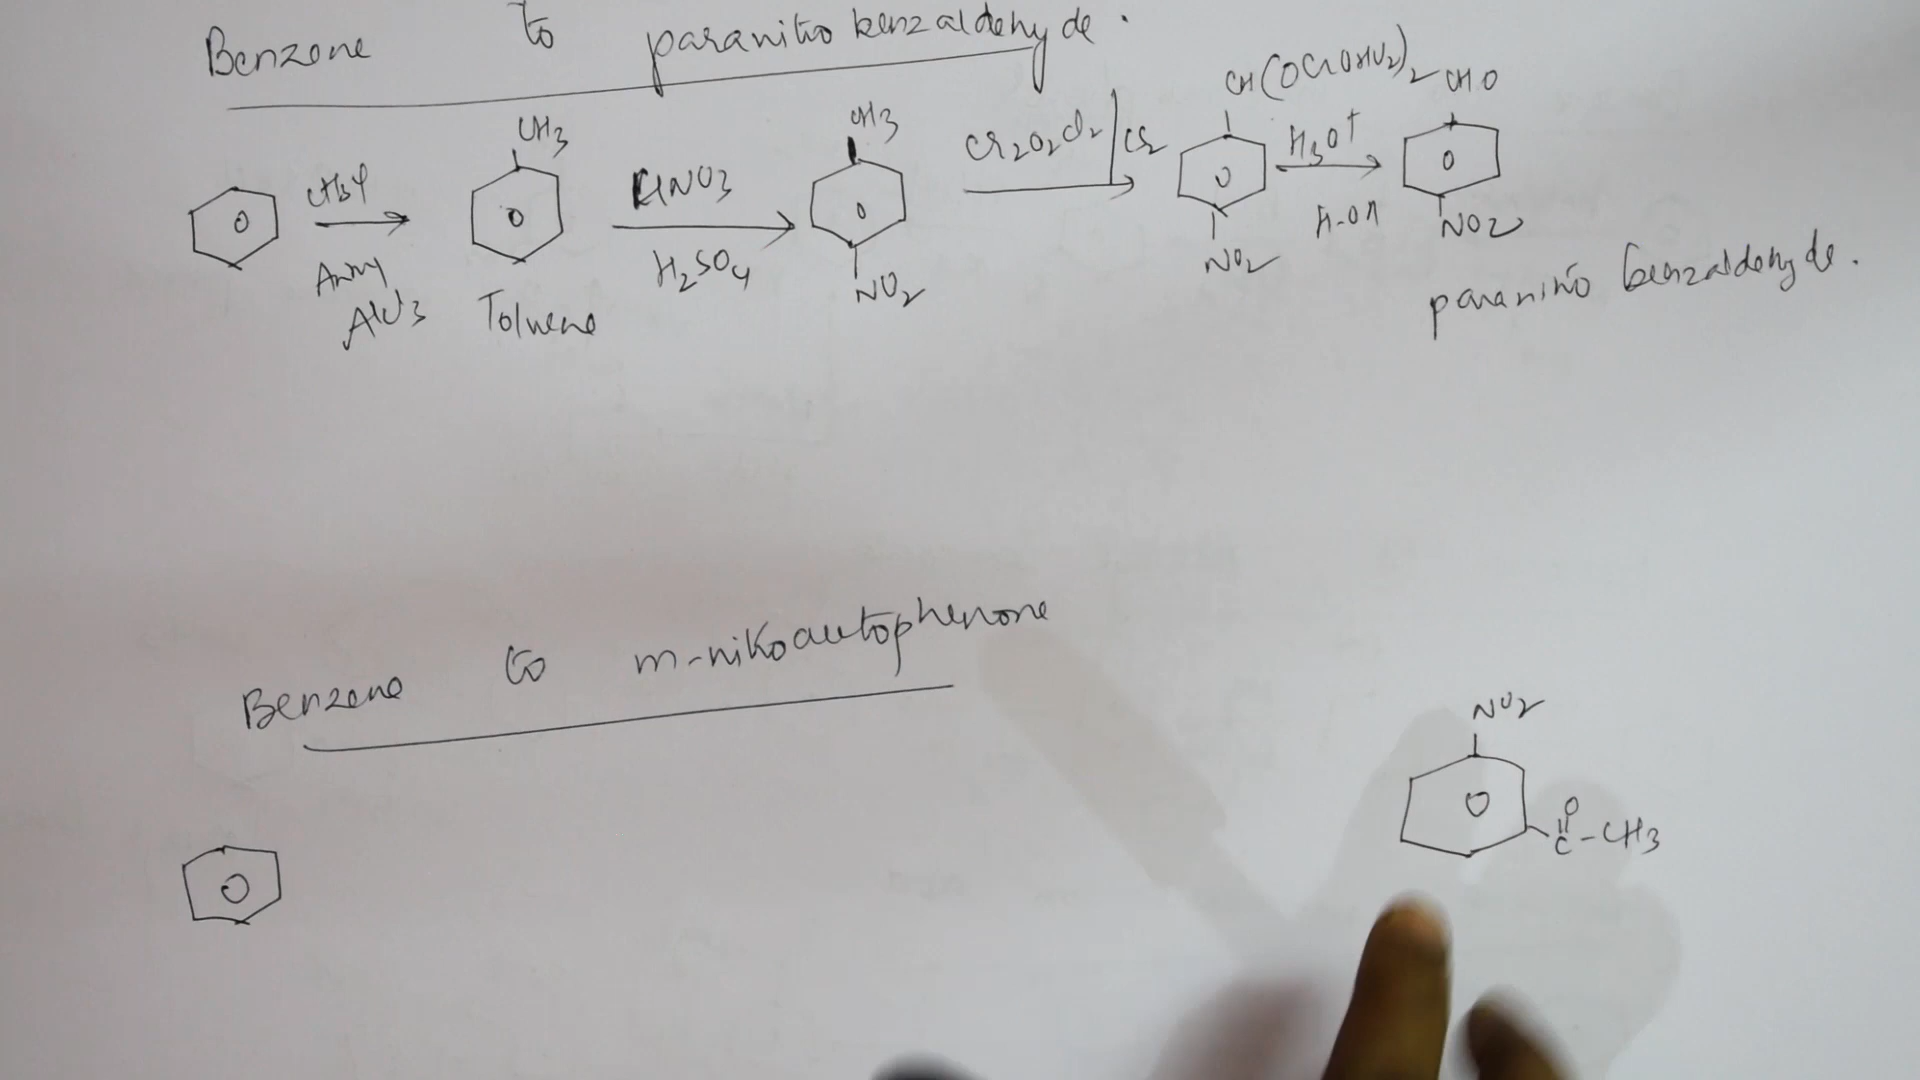 Benzene to paranitro benzaldehyde.
CH3 CH3 CH(OCrOHCl2)2 CHO
HNO3 Cr2O2Cl2/CS2 H3O+
Anhy AlCl3 H2SO4 H-OH
Toluene NO2 NO2 NO2
paranitro benzaldehyde.
Benzene to m-nitroacetophenone
NO2
O
C-CH3